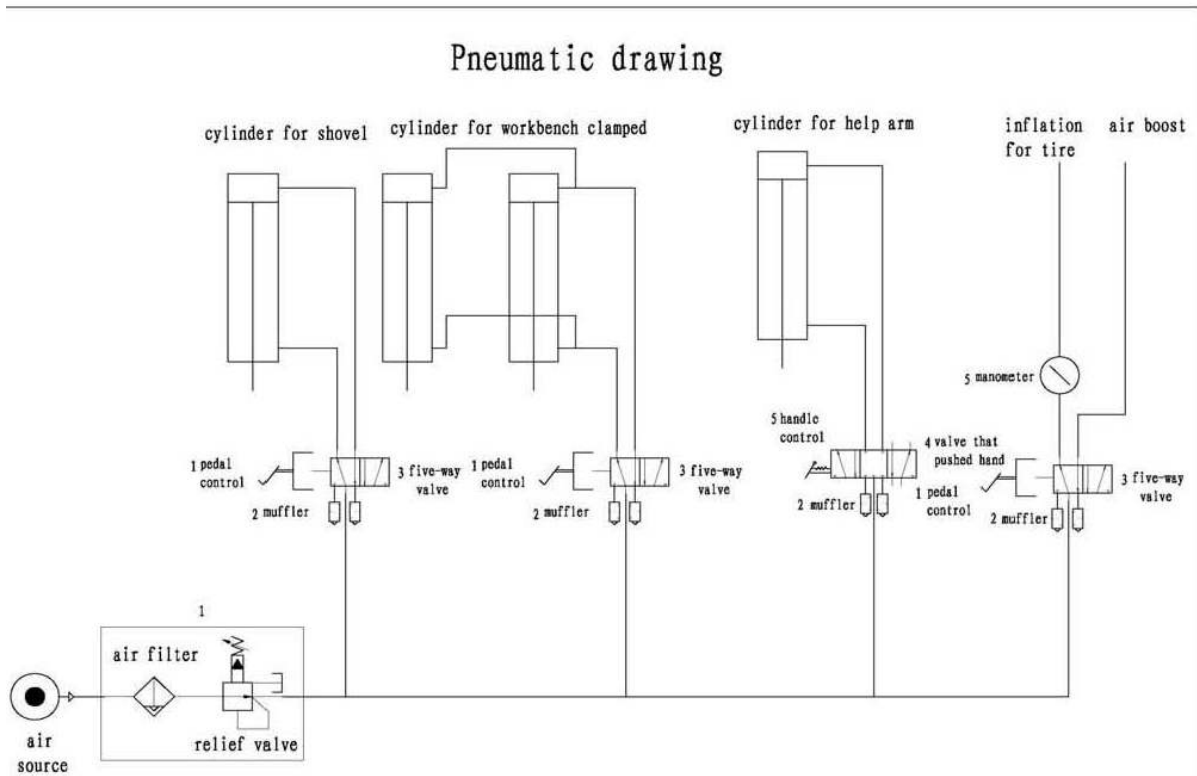 Pneumatic drawing
cylinder for shovel
cylinder for workbench clamped
cylinder for help arm
inflation
for tire
air boost
5 manometer
1 pedal
control
3 five-way
valve
2 muffler
1 pedal
control
3 five-way
valve
2 muffler
5 handle
control
4 valve that
pushed hand
2 muffler
1 pedal
control
3 five-way
valve
2 muffler
1
air filter
relief valve
air
source